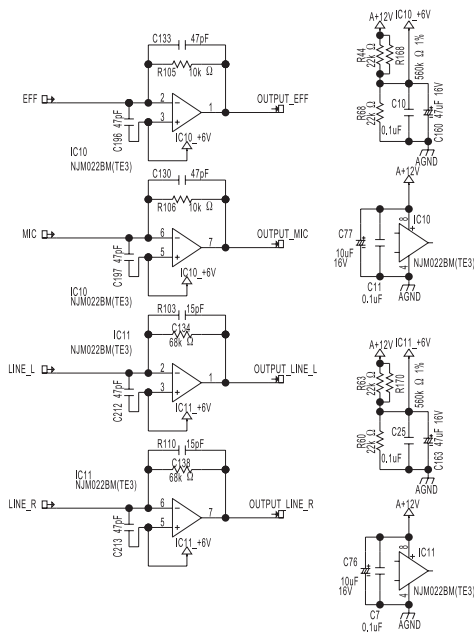 C133 47pF
R105 10k Ω
EFF
2
3
1
OUTPUT_EFF
C196 47pF
IC10_+6V
IC10
NJM022BM(TE3)
C130 47pF
R106 10k Ω
MIC
6
5
7
OUTPUT_MIC
C197 47pF
IC10_+6V
IC10
NJM022BM(TE3)
R103 15pF
C134
68k Ω
IC11
NJM022BM(TE3)
LINE_L
2
3
1
OUTPUT_LINE_L
C212 47pF
IC11_+6V
R110 15pF
C138
68k Ω
IC11
NJM022BM(TE3)
LINE_R
6
5
7
OUTPUT_LINE_R
C213 47pF
IC11_+6V
A+12V
IC10_+6V
R44
22k Ω
R168
560k Ω 1%
R68
22k Ω
C10
0.1uF
C160 47uF 16V
AGND
A+12V
8
4
IC10
NJM022BM(TE3)
C77
10uF
16V
C11
0.1uF
AGND
A+12V
IC11_+6V
R63
22k Ω
R170
560k Ω 1%
R60
22k Ω
C25
0.1uF
C163 47uF 16V
AGND
A+12V
8
4
IC11
NJM022BM(TE3)
C76
10uF
16V
C7
0.1uF
AGND